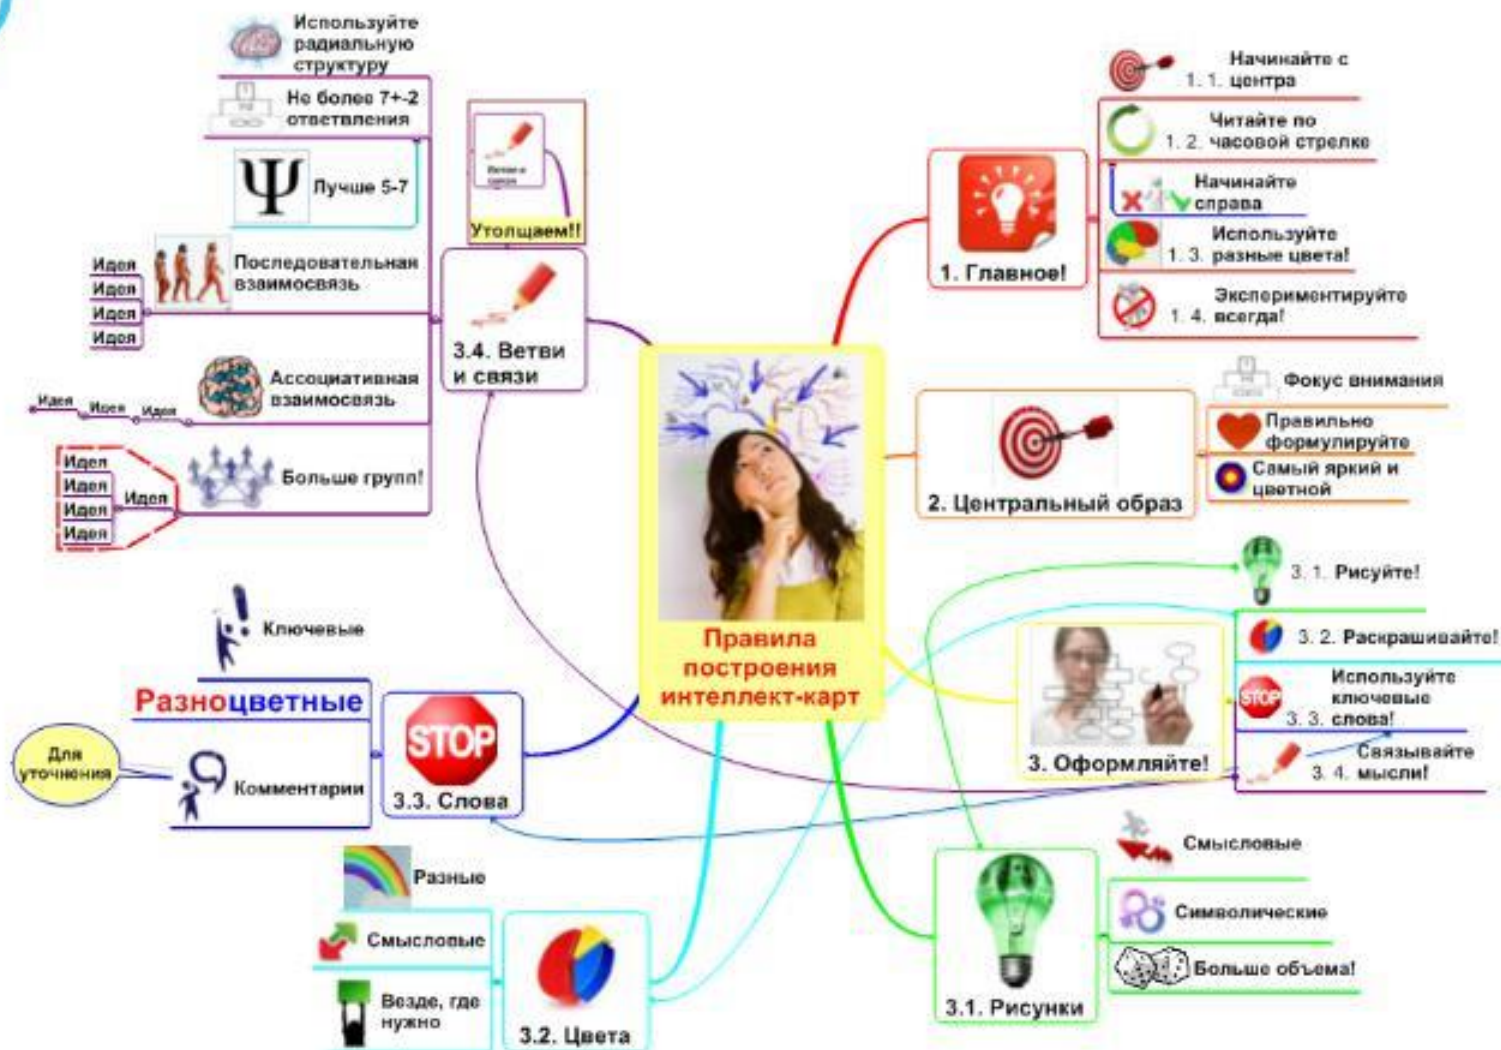 Правила
построения
интеллект-карт
1. Главное!
Начинайте с
1. 1. центра
Читайте по
1. 2. часовой стрелке
Начинайте
справа
Используйте
1. 3. разные цвета!
Экспериментируйте
1. 4. всегда!
2. Центральный образ
Фокус внимания
Правильно
формулируйте
Самый яркий и
цветной
3. Оформляйте!
3. 1. Рисуйте!
3. 2. Раскрашивайте!
STOP
Используйте
ключевые
3. 3. слова!
Связывайте
3. 4. мысли!
3.1. Рисунки
Смысловые
Символические
Больше объема!
3.2. Цвета
Разные
Смысловые
Везде, где
нужно
STOP
3.3. Слова
Ключевые
Разноцветные
Комментарии
Для
уточнения
3.4. Ветви
и связи
Ветви и
связи
Утолщаем!!
Используйте
радиальную
структуру
Не более 7+-2
ответвления
Ψ
Лучше 5-7
Последовательная
взаимосвязь
Идея
Идея
Идея
Идея
Ассоциативная
взаимосвязь
Идея
Идея
Идея
Больше групп!
Идея
Идея
Идея
Идея
Идея